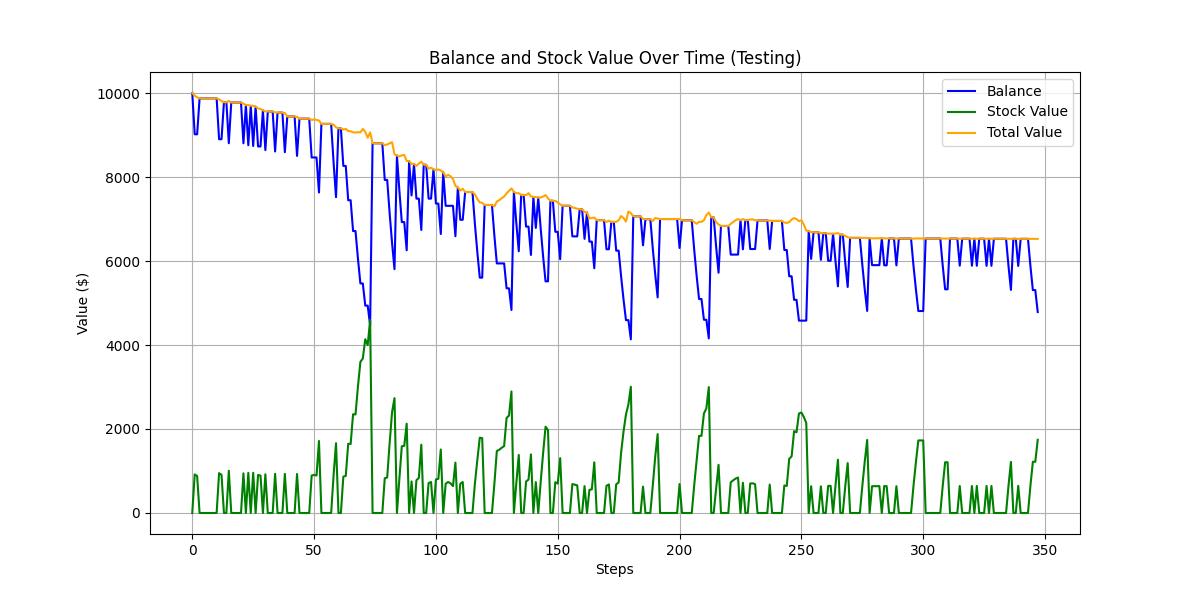 Balance and Stock Value Over Time (Testing)
Balance
Stock Value
Total Value
Value ($)
10000
8000
6000
4000
2000
0
0 50 100 150 200 250 300 350
Steps